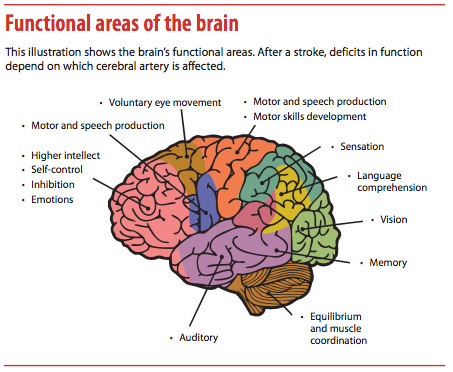 Functional areas of the brain
This illustration shows the brain's functional areas. After a stroke, deficits in function
depend on which cerebral artery is affected.
• Voluntary eye movement
• Motor and speech production
• Motor skills development
• Motor and speech production
• Sensation
• Higher intellect
• Self-control
• Inhibition
• Emotions
• Language
comprehension
• Vision
• Memory
• Equilibrium
and muscle
coordination
• Auditory